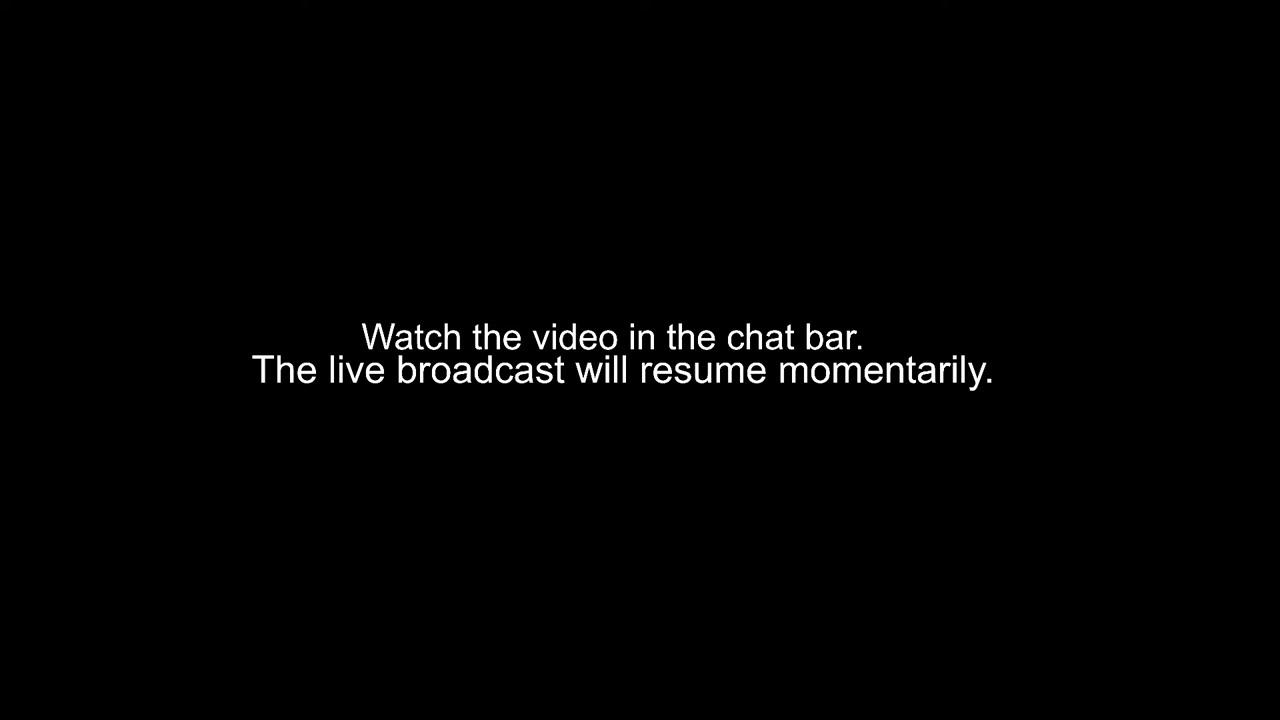 Watch the video in the chat bar.
The live broadcast will resume momentarily.